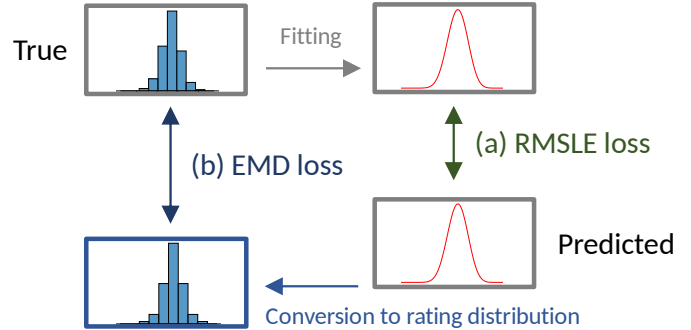 True
Fitting
(a) RMSLE loss
(b) EMD loss
Predicted
Conversion to rating distribution